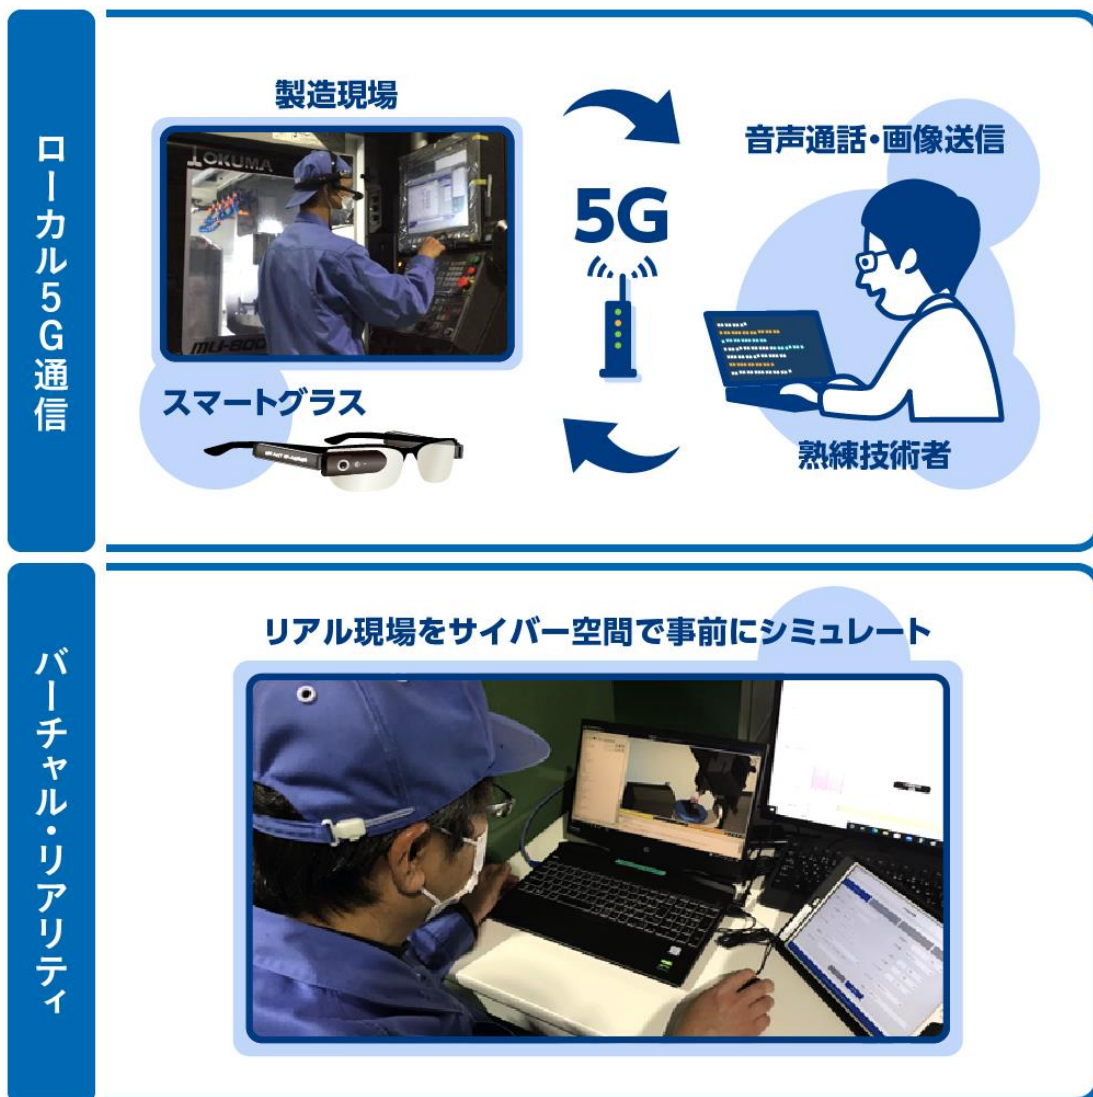 ローカル5G通信
製造現場
OKUMA
MU-800
スマートグラス
5G
音声通話・画像送信
熟練技術者
バーチャル・リアリティ
リアル現場をサイバー空間で事前にシミュレート